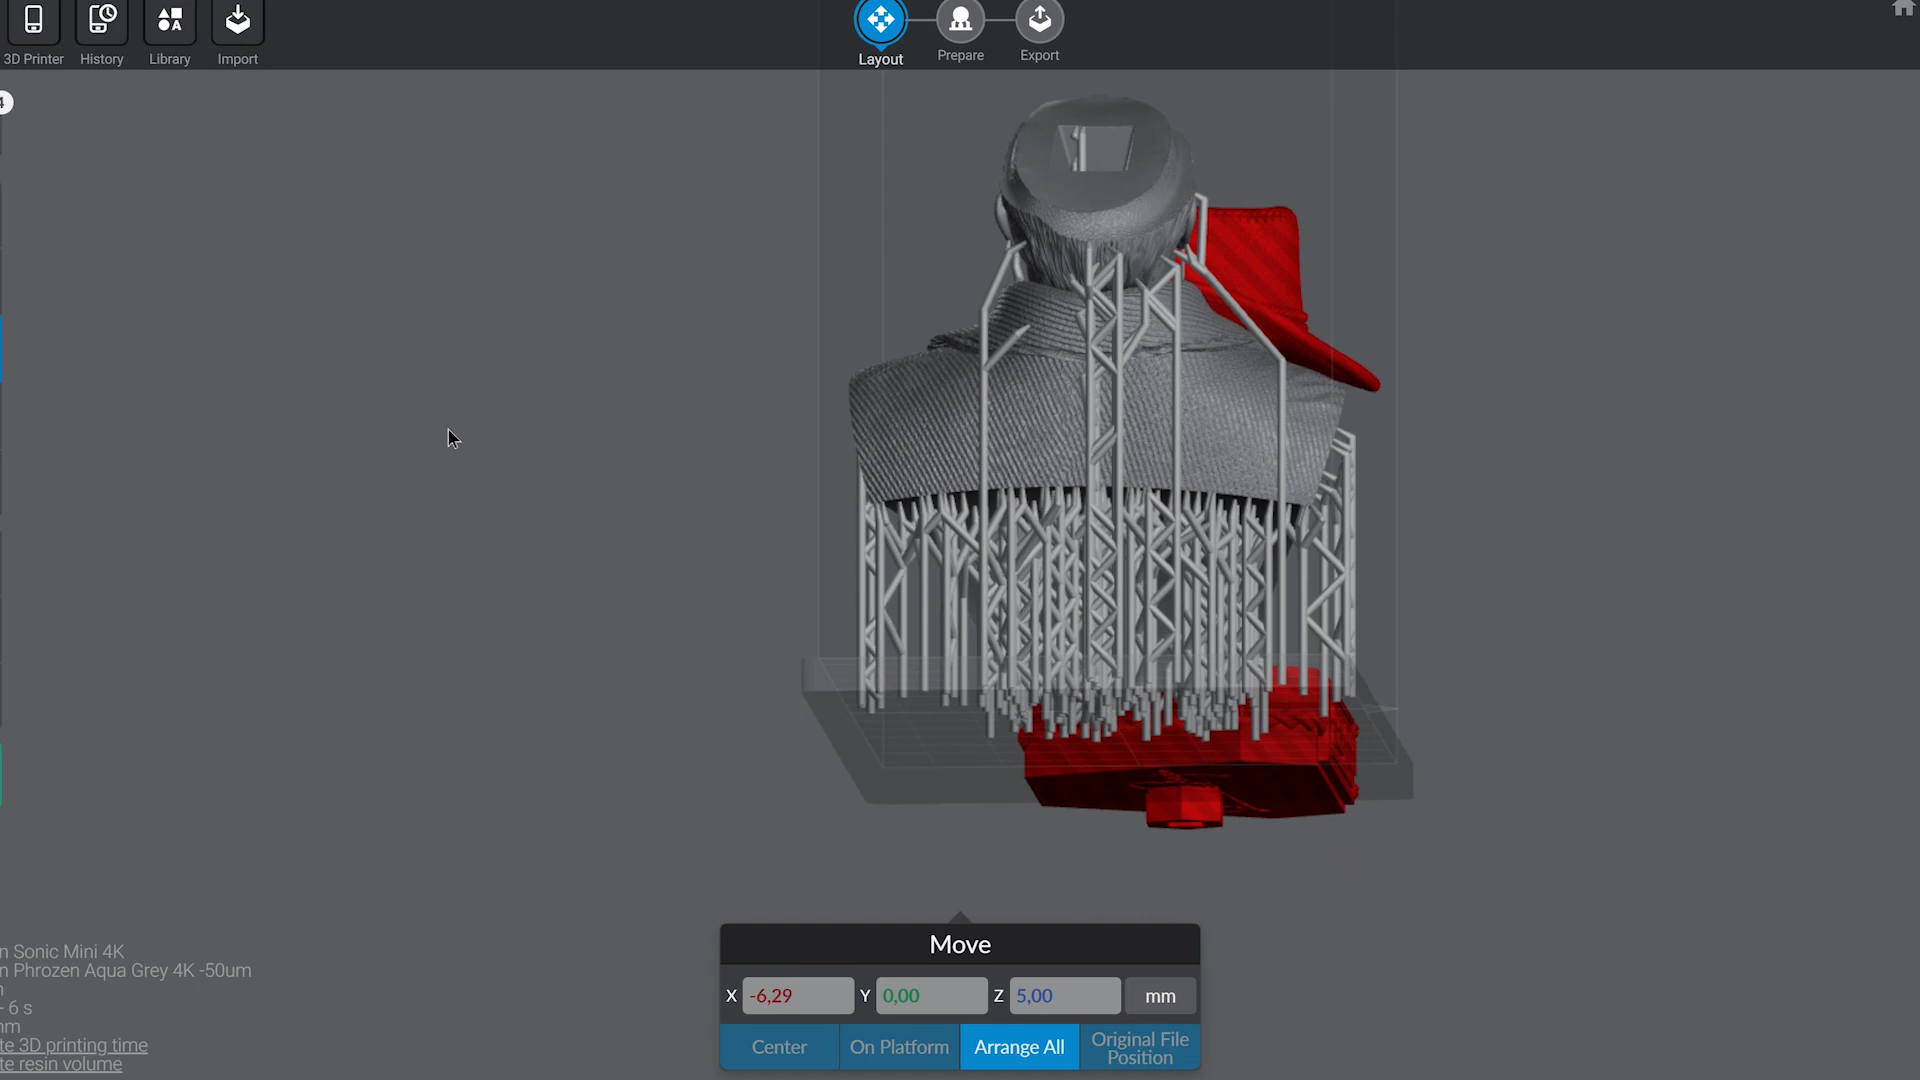 3D Printer
History
Library
Import
Layout
Prepare
Export
4
n Sonic Mini 4K
n Phrozen Aqua Grey 4K -50um
- 6 s
te 3D printing time
te resin volume
Move
X -6,29 Y 0,00 Z 5,00 mm
Center
On Platform
Arrange All
Original File
Position